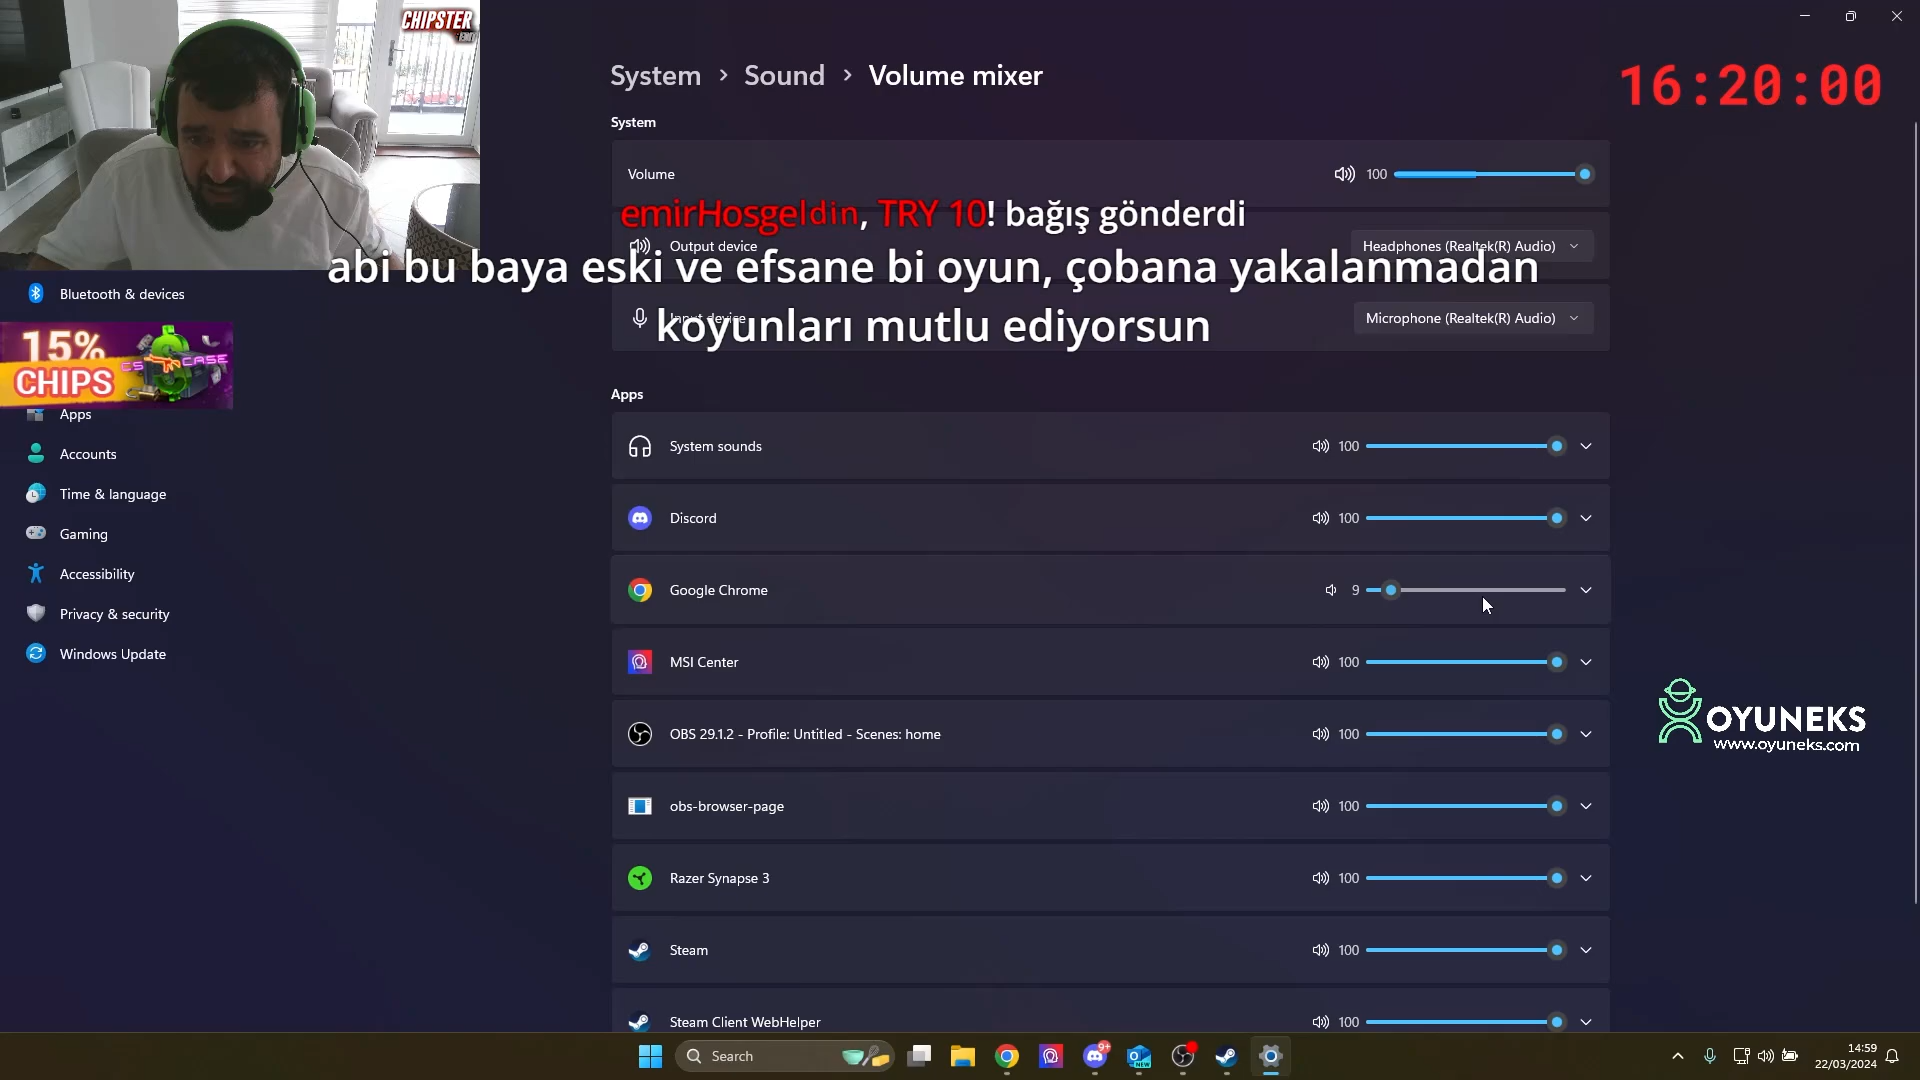 CHIPSTER
System > Sound > Volume mixer
16:20:00
System
Volume
100
emirHosgeldin, TRY 10! bağış gönderdi
Output device
Headphones (Realtek(R) Audio)
abi bu baya eski ve efsane bi oyun, çobana yakalanmadan
Input device
Microphone (Realtek(R) Audio)
koyunları mutlu ediyorsun
Bluetooth & devices
15%
CHIPS
CS CASE
Apps
Accounts
Time & language
Gaming
Accessibility
Privacy & security
Windows Update
Apps
System sounds
100
Discord
100
Google Chrome
9
MSI Center
100
OBS 29.1.2 - Profile: Untitled - Scenes: home
100
obs-browser-page
100
Razer Synapse 3
100
Steam
100
Steam Client WebHelper
100
OYUNEKS
www.oyuneks.com
Search
9+
NEW
14:59
22/03/2024